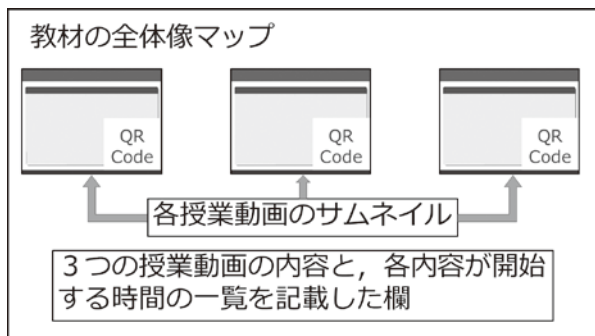 教材の全体像マップ
QR
Code
QR
Code
QR
Code
各授業動画のサムネイル
３つの授業動画の内容と，各内容が開始
する時間の一覧を記載した欄